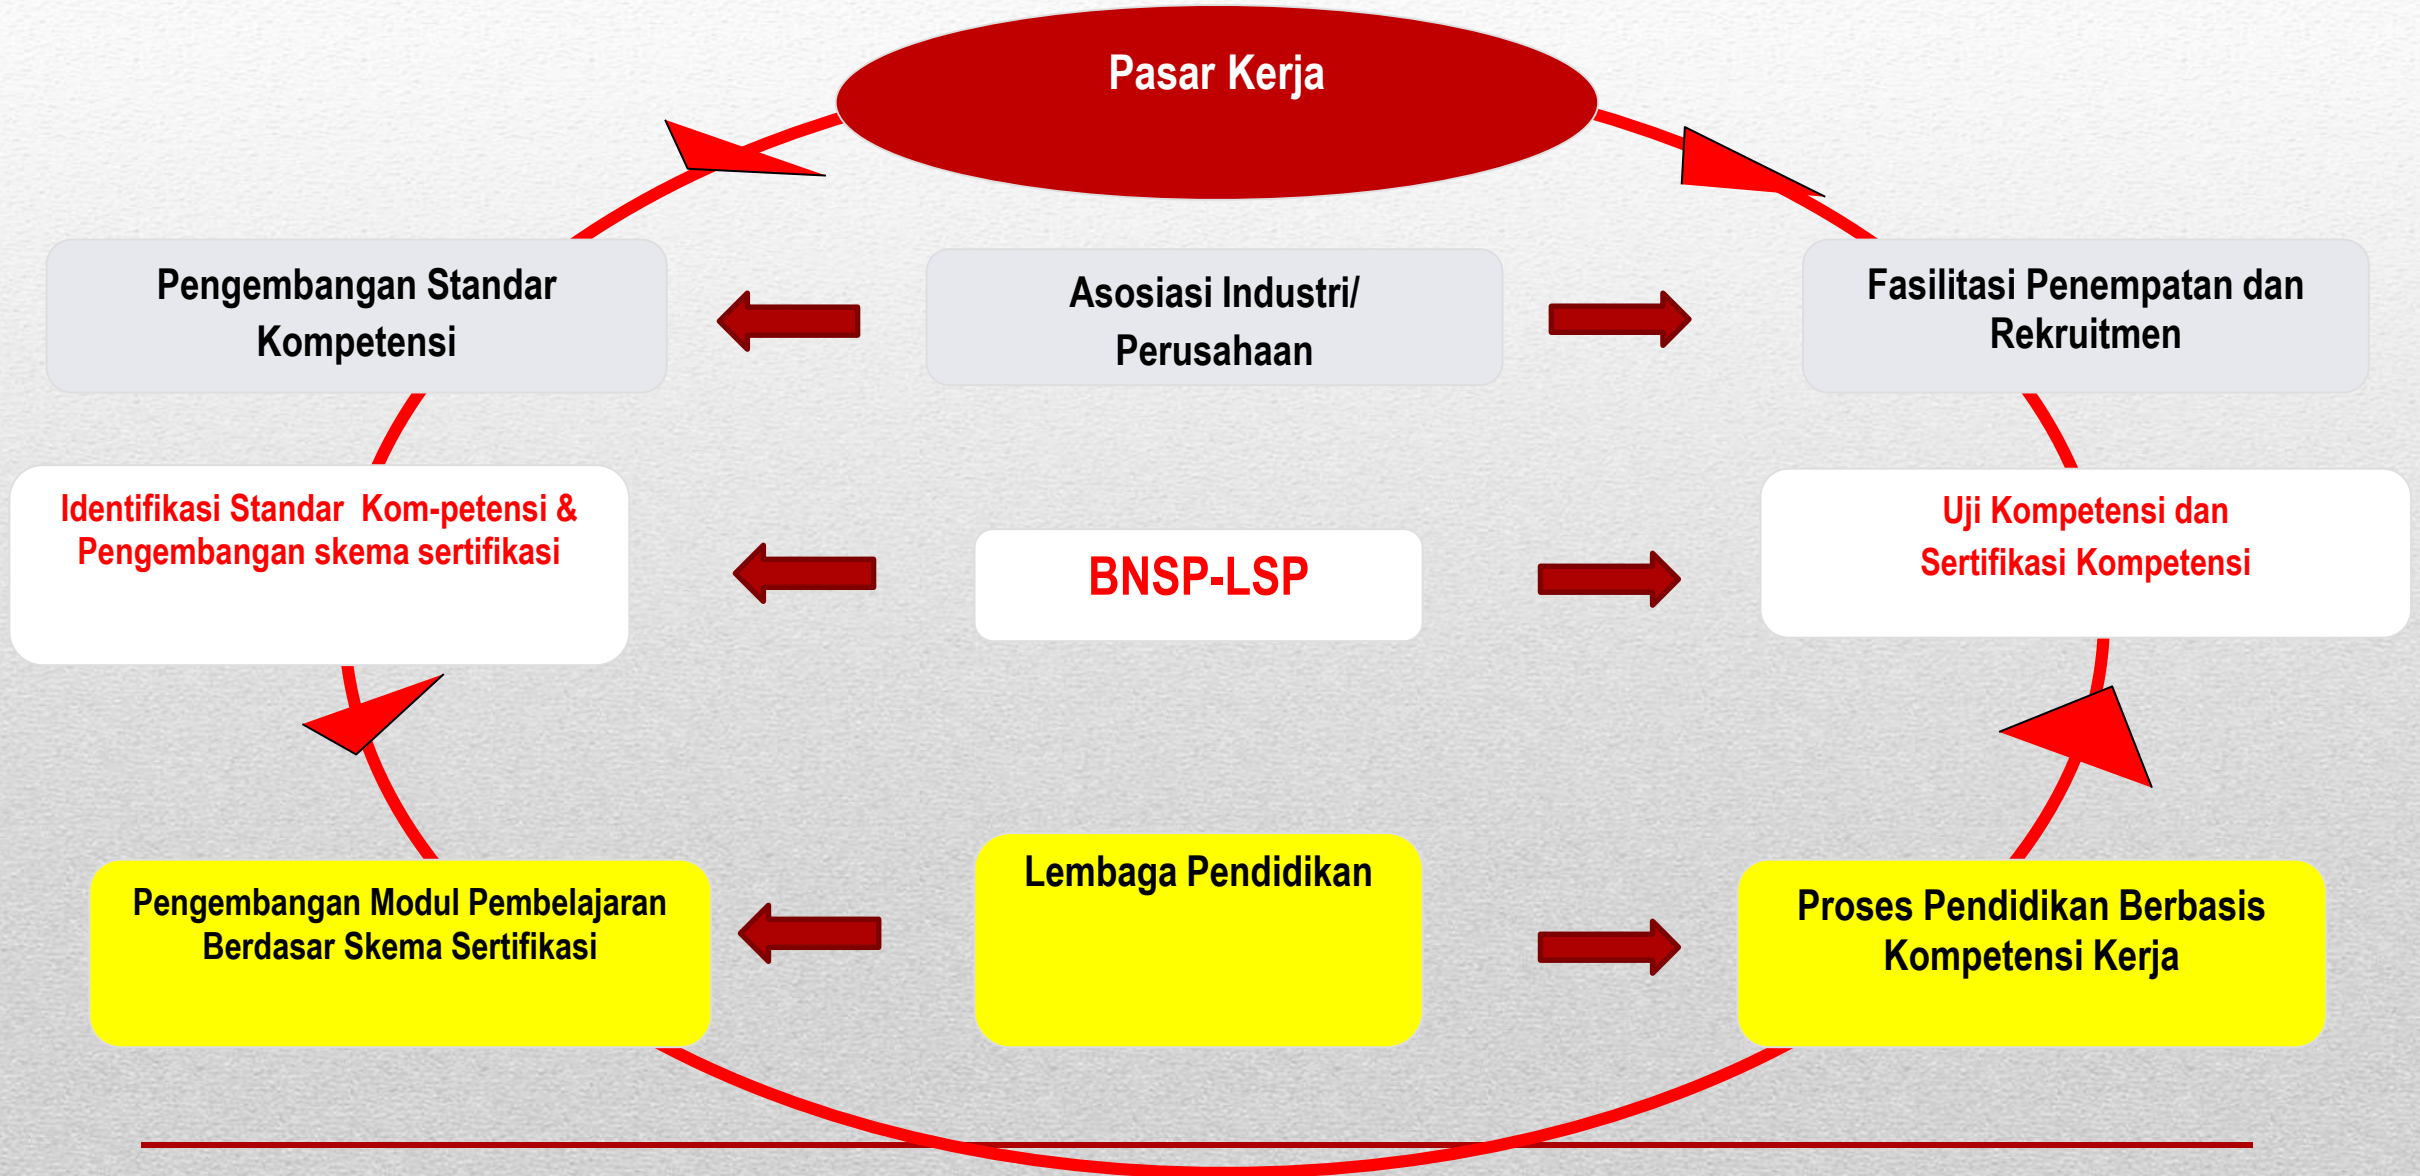 Pasar Kerja
Pengembangan Standar
Kompetensi
Asosiasi Industri/
Perusahaan
Fasilitasi Penempatan dan
Rekruitmen
Identifikasi Standar  Kom-petensi &
Pengembangan skema sertifikasi
BNSP-LSP
Uji Kompetensi dan
Sertifikasi Kompetensi
Pengembangan Modul Pembelajaran
Berdasar Skema Sertifikasi
Lembaga Pendidikan
Proses Pendidikan Berbasis
Kompetensi Kerja